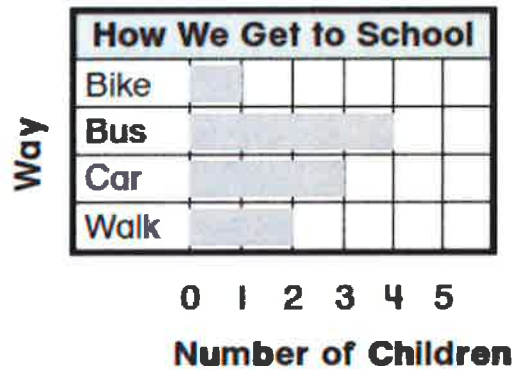 How We Get to School
Way
Bike
Bus
Car
Walk
0 1 2 3 4 5
Number of Children